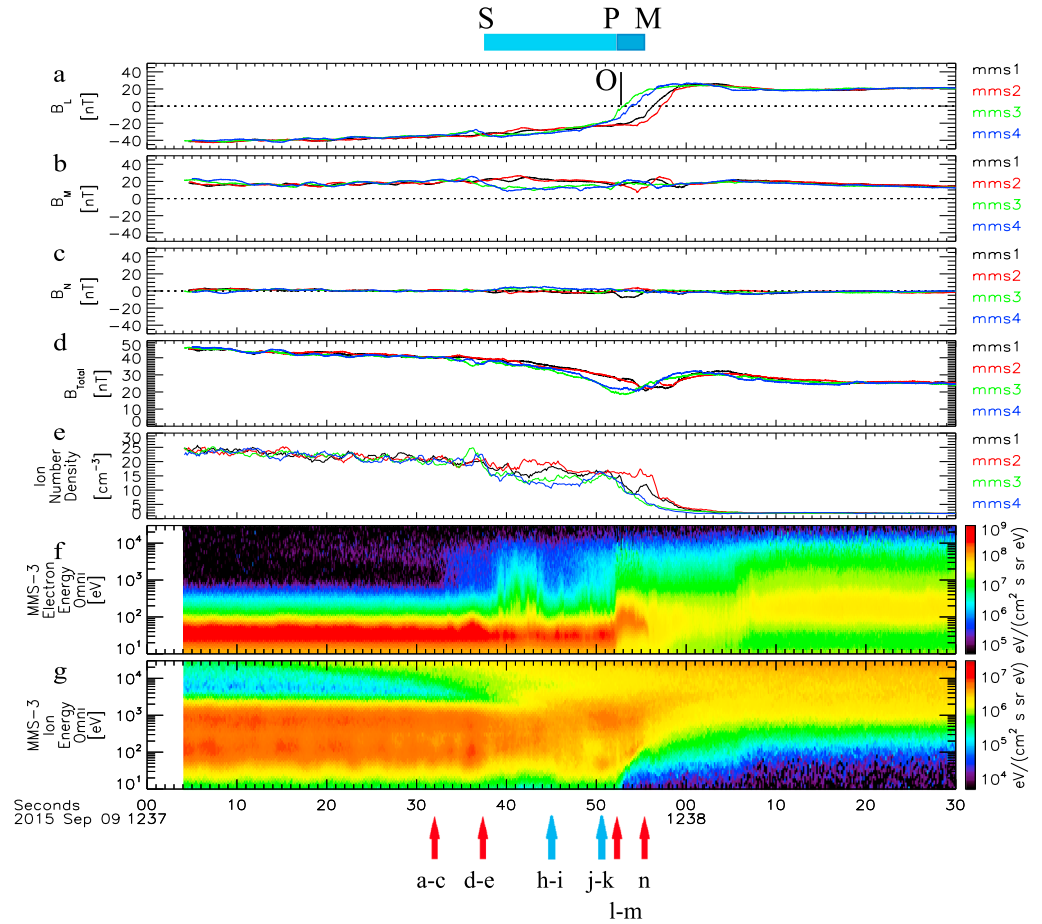 S P M
a
40
20
0
-20
-40
B_L
[nT]
O
mms1
mms2
mms3
mms4
b
40
20
0
-20
-40
B_M
[nT]
mms1
mms2
mms3
mms4
c
40
20
0
-20
-40
B_N
[nT]
mms1
mms2
mms3
mms4
d
50
40
30
20
10
0
B_Total
[nT]
mms1
mms2
mms3
mms4
e
30
25
20
15
10
5
0
Ion
Number
Density
[cm^-3]
mms1
mms2
mms3
mms4
f
MMS-3
Electron
Energy
Omni
[eV]
10^4
10^3
10^2
10^1
10^9
10^8
10^7
10^6
10^5
eV/(cm^2 s sr eV)
g
MMS-3
Ion
Energy
Omni
[eV]
10^4
10^3
10^2
10^1
10^7
10^6
10^5
10^4
eV/(cm^2 s sr eV)
Seconds 00 10 20 30 40 50 00 10 20 30
2015 Sep 09 1237 1238
a-c d-e h-i j-k n
l-m